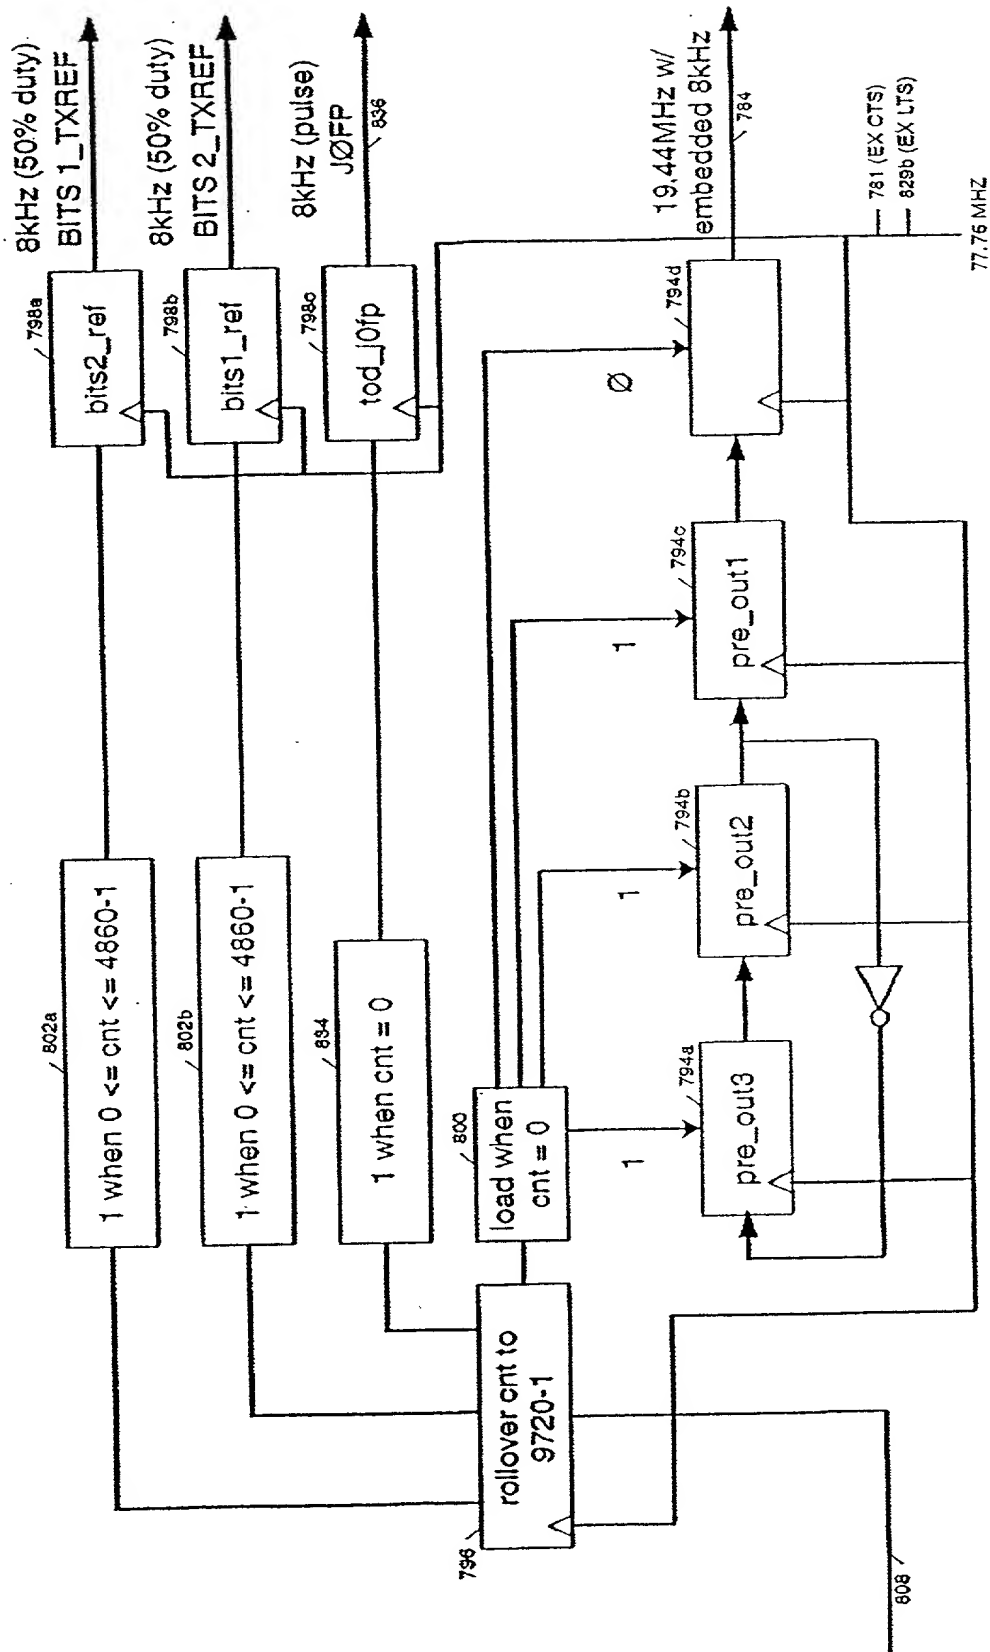 8kHz (50% duty)
BITS 1_TXREF
798a
bits2_ref
802a
1 when 0 <= cnt <= 4860-1
8kHz (50% duty)
BITS 2_TXREF
798b
bits1_ref
802b
1 when 0 <= cnt <= 4860-1
8kHz (pulse)
JØFP
836
798c
tod_j0fp
834
1 when cnt = 0
800
load when
cnt = 0
796
rollover cnt to
9720-1
808
1
794a
pre_out3
1
794b
pre_out2
1
794c
pre_out1
Ø
794d
19.44MHz w/
embedded 8kHz
784
781 (EX CTS)
829b (EX LTS)
77.76 MHZ